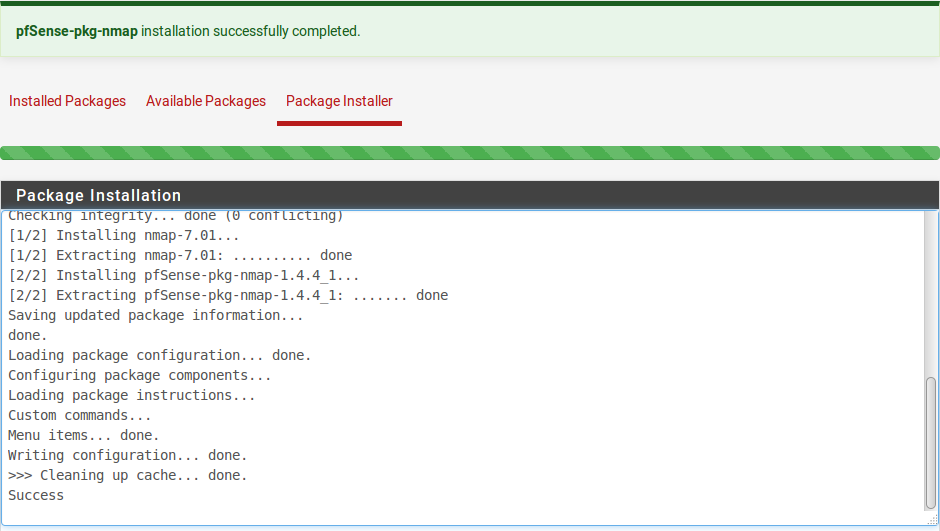 pfSense-pkg-nmap installation successfully completed.
Installed Packages Available Packages Package Installer
Package Installation
Checking integrity... done (0 conflicting)
[1/2] Installing nmap-7.01...
[1/2] Extracting nmap-7.01: .......... done
[2/2] Installing pfSense-pkg-nmap-1.4.4_1...
[2/2] Extracting pfSense-pkg-nmap-1.4.4_1: ....... done
Saving updated package information...
done.
Loading package configuration... done.
Configuring package components...
Loading package instructions...
Custom commands...
Menu items... done.
Writing configuration... done.
>>> Cleaning up cache... done.
Success